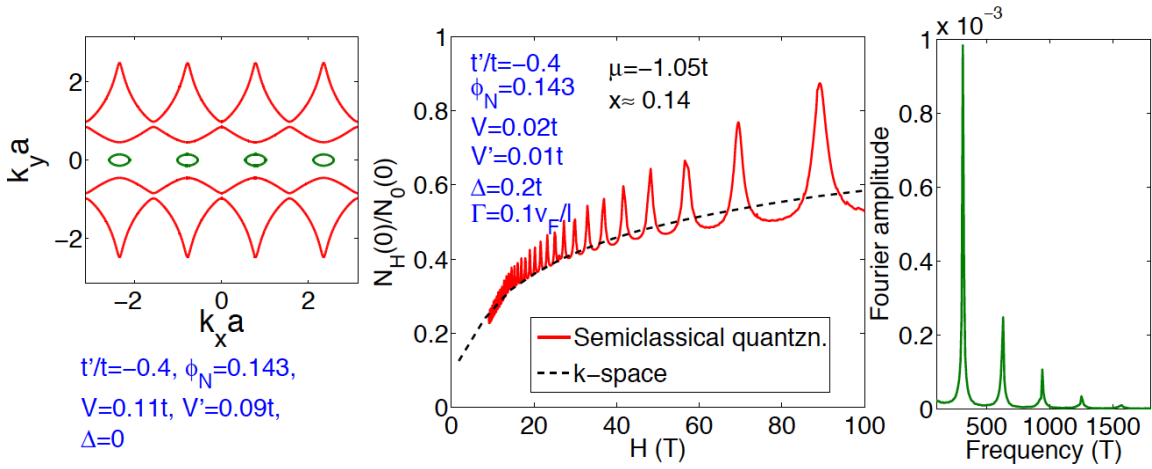 2
0
−2
k_y a
−2
0
2
k_x a
t'/t=−0.4, ϕ_N=0.143,
V=0.11t, V'=0.09t,
Δ=0
1
0.8
0.6
0.4
0.2
0
N_H(0)/N_0(0)
t'/t=−0.4
ϕ_N=0.143
V=0.02t
V'=0.01t
Δ=0.2t
Γ=0.1v_F/l
μ=−1.05t
x≈ 0.14
Semiclassical quantzn.
k−space
0 20 40 60 80 100
H (T)
x 10^−3
1
0.8
0.6
0.4
0.2
0
Fourier amplitude
500 1000 1500
Frequency (T)